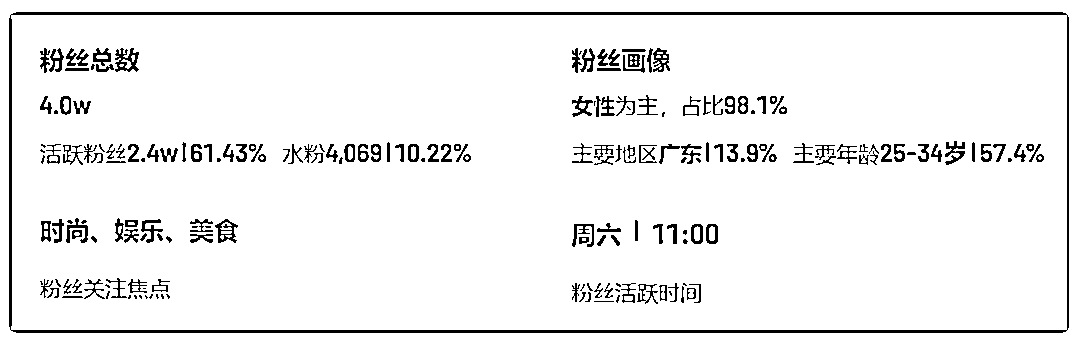 粉丝总数
4.0w
活跃粉丝2.4w|61.43% 水粉4,069|10.22%
时尚、娱乐、美食
粉丝关注焦点
粉丝画像
女性为主，占比98.1%
主要地区广东|13.9% 主要年龄25-34岁|57.4%
周六 | 11:00
粉丝活跃时间